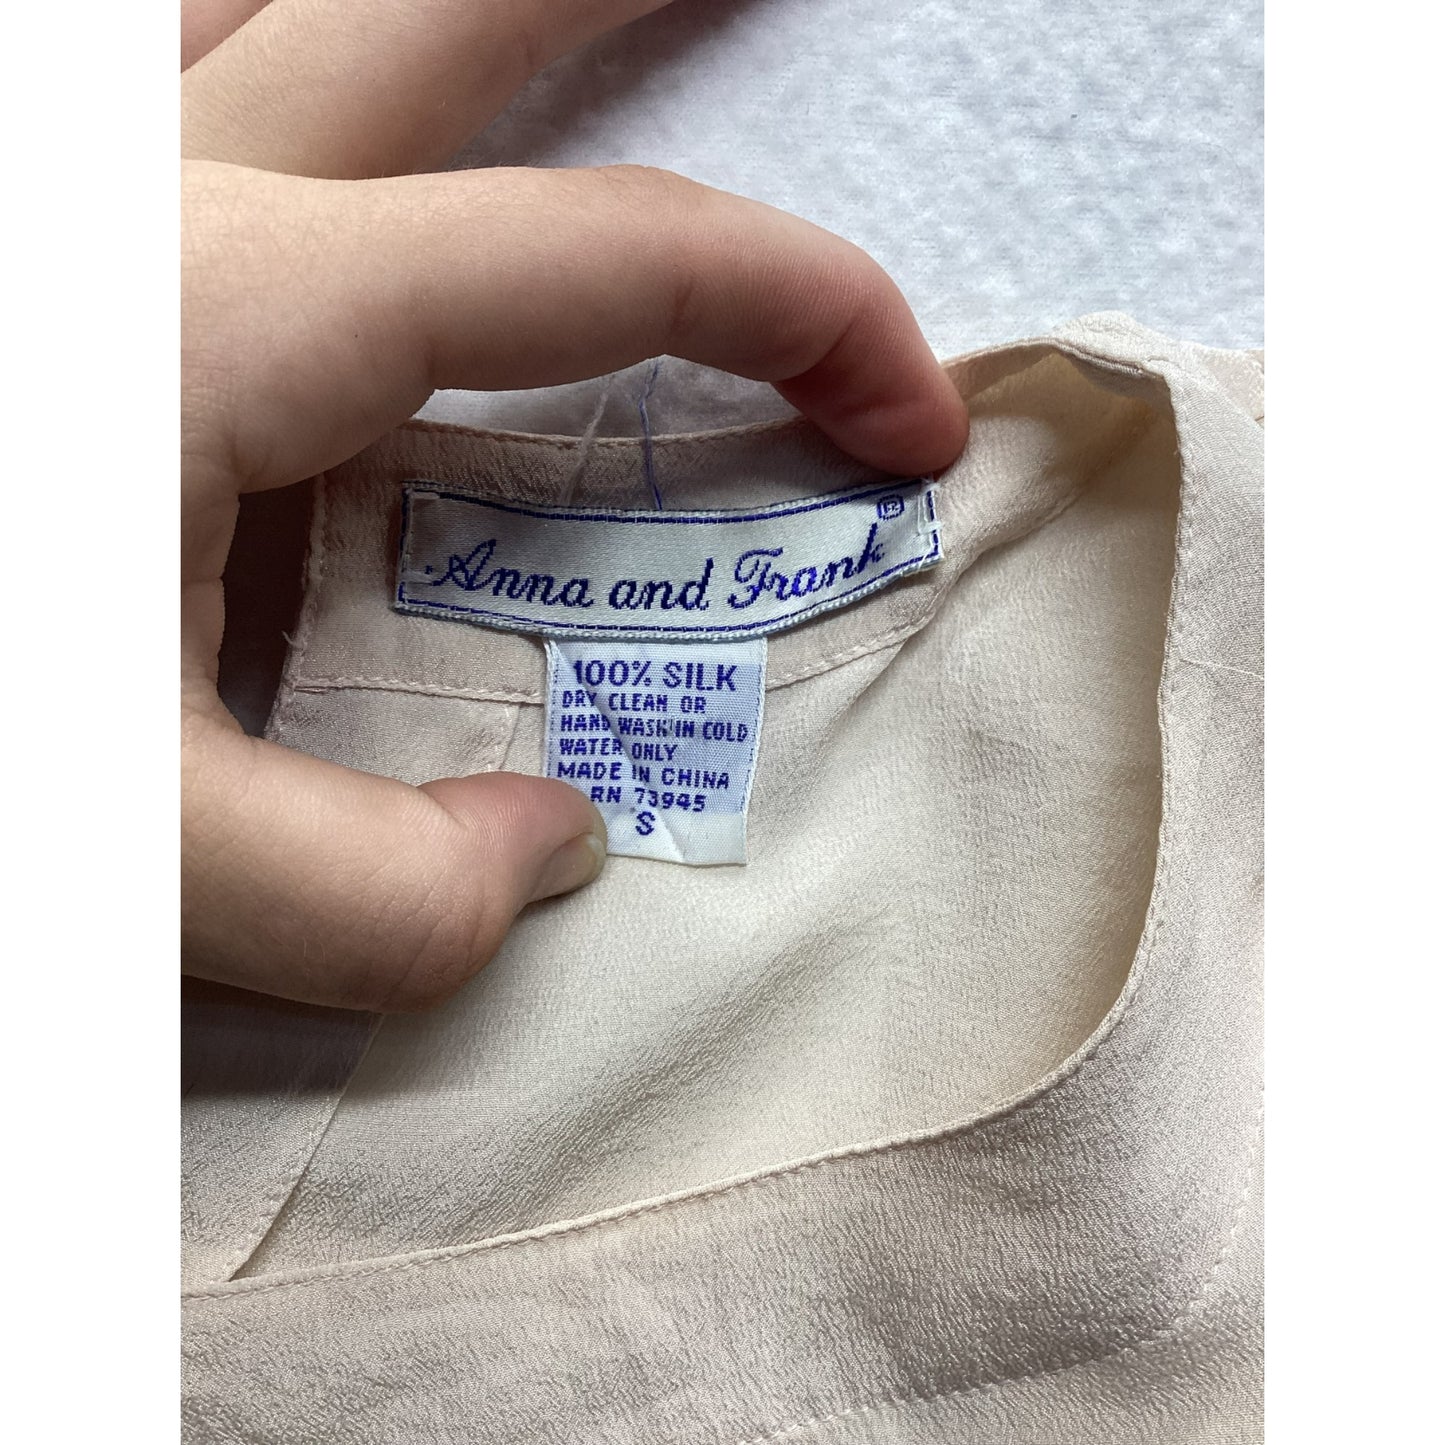 Anna and Frank ®
100% SILK
DRY CLEAN OR
HAND WASH IN COLD
WATER ONLY
MADE IN CHINA
RN 73945
S